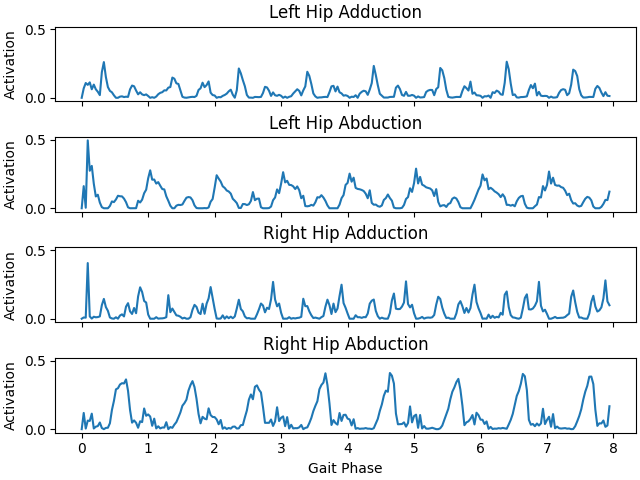 Left Hip Adduction
Activation
0.5
0.0
Left Hip Abduction
Activation
0.5
0.0
Right Hip Adduction
Activation
0.5
0.0
Right Hip Abduction
Activation
0.5
0.0
0 1 2 3 4 5 6 7 8
Gait Phase